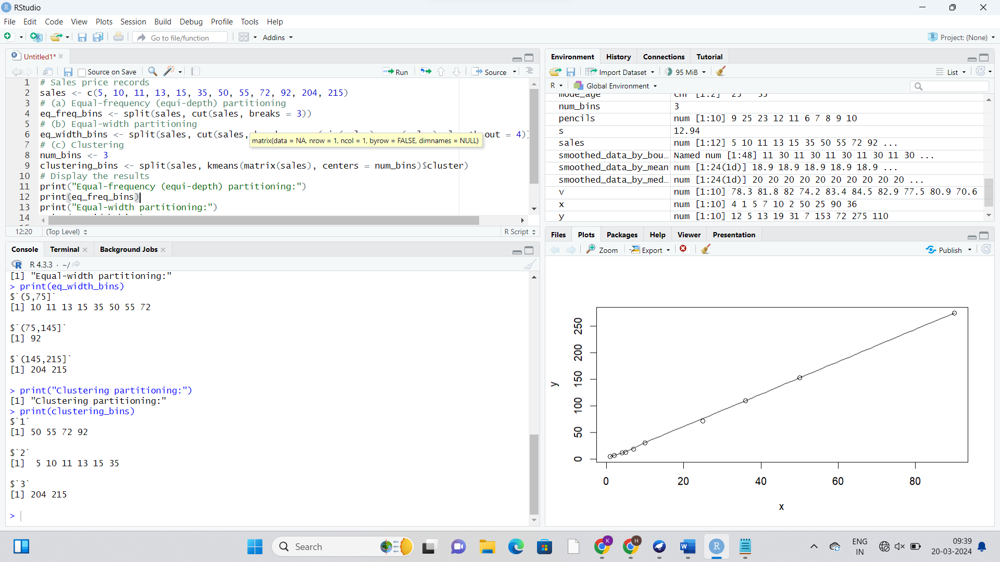 RStudio
File Edit Code View Plots Session Build Debug Profile Tools Help
Go to file/function Addins Project: (None)
Untitled1*
Source on Save Run Source
1 # Sales price records
2 sales <- c(5, 10, 11, 13, 15, 35, 50, 55, 72, 92, 204, 215)
3 # (a) Equal-frequency (equi-depth) partitioning
4 eq_freq_bins <- split(sales, cut(sales, breaks = 3))
5 # (b) Equal-width partitioning
6 eq_width_bins <- split(sales, cut(sales, out = 4))
matrix(data = NA, nrow = 1, ncol = 1, byrow = FALSE, dimnames = NULL)
7 # (c) Clustering
8 num_bins <- 3
9 clustering_bins <- split(sales, kmeans(matrix(sales), centers = num_bins)$cluster)
10 # Display the results
11 print("Equal-frequency (equi-depth) partitioning:")
12 print(eq_freq_bins)
13 print("Equal-width partitioning:")
14
12:20 (Top Level) R Script
Console Terminal Background Jobs
R 4.3.3 · ~/
[1] "Equal-width partitioning:"
> print(eq_width_bins)
$`(5,75]`
[1] 10 11 13 15 35 50 55 72
$`(75,145]`
[1] 92
$`(145,215]`
[1] 204 215
> print("Clustering partitioning:")
[1] "Clustering partitioning:"
> print(clustering_bins)
$`1`
[1] 50 55 72 92
$`2`
[1]  5 10 11 13 15 35
$`3`
[1] 204 215
>
Environment History Connections Tutorial
Import Dataset 95 MiB List
R Global Environment
mode_age chr [1:2] "25" "35"
num_bins 3
pencils num [1:10] 9 25 23 12 11 6 7 8 9 10
s 12.94
sales num [1:12] 5 10 11 13 15 35 50 55 72 92 ...
smoothed_data_by_bou… Named num [1:48] 11 30 11 30 11 30 11 30 11 30 ...
smoothed_data_by_mean num [1:24(1d)] 18.9 18.9 18.9 18.9 18.9 ...
smoothed_data_by_med… num [1:24(1d)] 20 20 20 20 20 20 20 20 20 20 ...
v num [1:10] 78.3 81.8 82 74.2 83.4 84.5 82.9 77.5 80.9 70.6
x num [1:10] 4 1 5 7 10 2 50 25 90 36
y num [1:10] 12 5 13 19 31 7 153 72 275 110
Files Plots Packages Help Viewer Presentation
Zoom Export Publish
250
200
150
100
50
0
y
0 20 40 60 80
x
Search
K
H
ENG
IN
09:39
20-03-2024